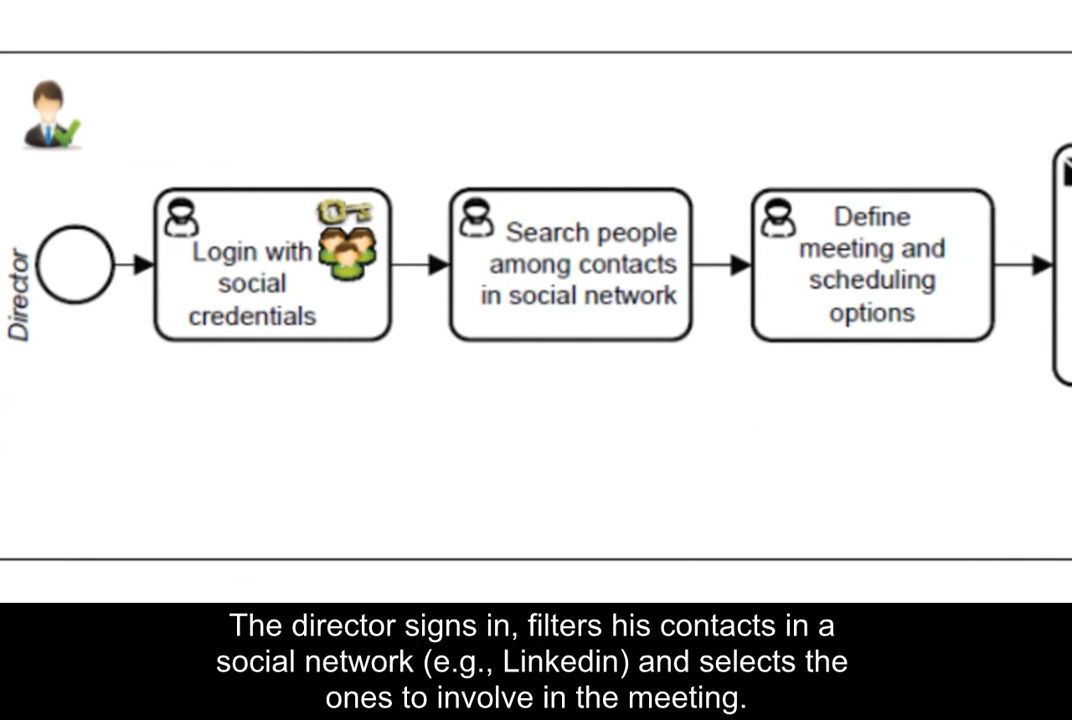 Director
Login with
social
credentials
Search people
among contacts
in social network
Define
meeting and
scheduling
options
The director signs in, filters his contacts in a
social network (e.g., Linkedin) and selects the
ones to involve in the meeting.